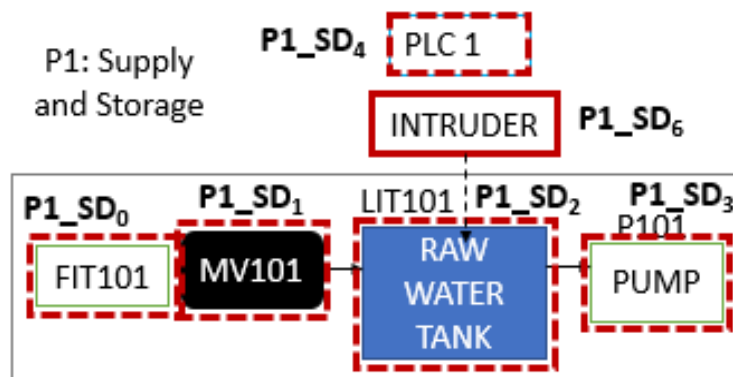 P1_SD4
PLC 1
P1: Supply
and Storage
INTRUDER
P1_SD6
P1_SD0
P1_SD1
LIT101
P1_SD2
P1_SD3
P101
FIT101
MV101
RAW
WATER
TANK
PUMP